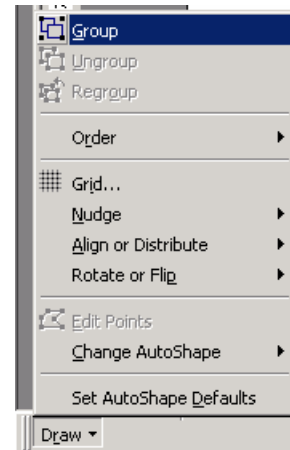 Group
Ungroup
Regroup
Order
Grid...
Nudge
Align or Distribute
Rotate or Flip
Edit Points
Change AutoShape
Set AutoShape Defaults
Draw